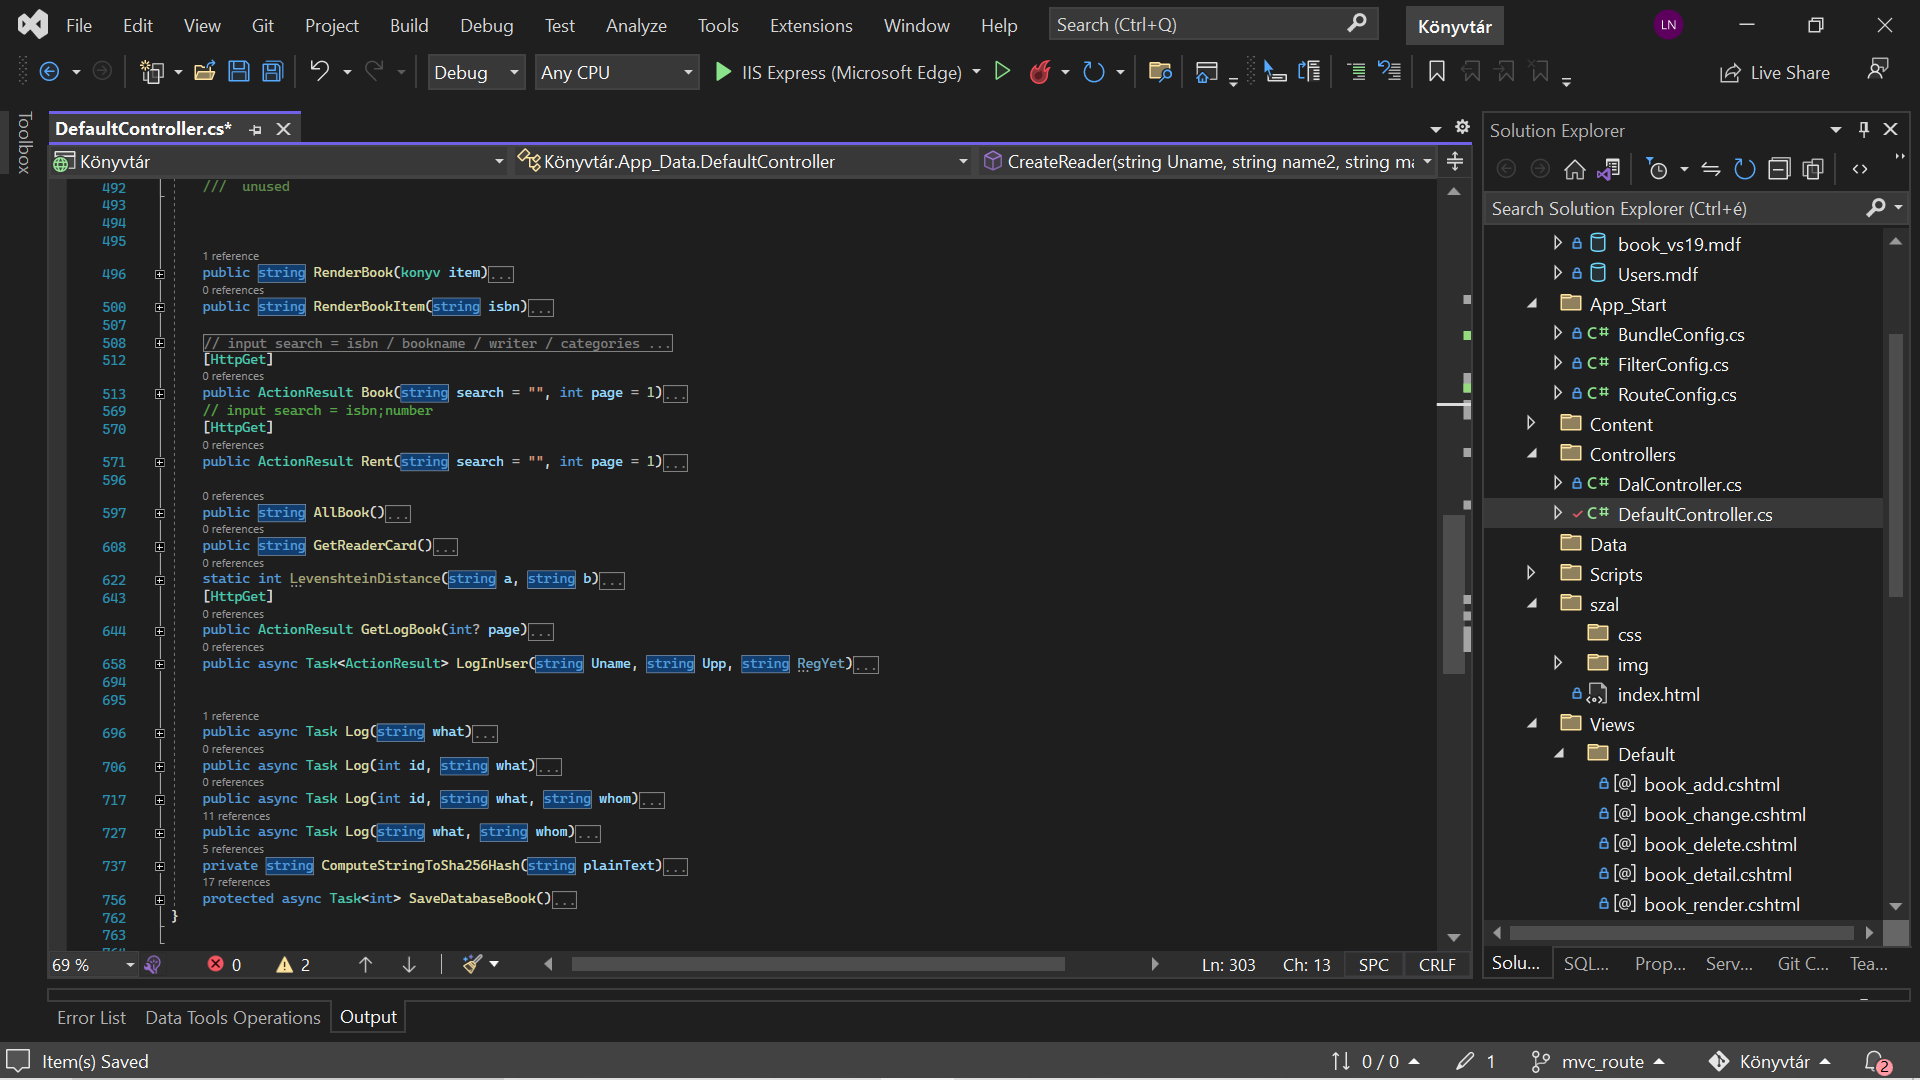 File Edit View Git Project Build Debug Test Analyze Tools Extensions Window Help Search (Ctrl+Q) Könyvtár LN
Debug Any CPU IIS Express (Microsoft Edge) Live Share
Toolbox
DefaultController.cs*
Könyvtár Könyvtár.App_Data.DefaultController CreateReader(string Uname, string name2, string ma
492 /// unused
493
494
495
1 reference
496 public string RenderBook(konyv item)...
0 references
500 public string RenderBookItem(string isbn)...
507
508 // input search = isbn / bookname / writer / categories ...
512 [HttpGet]
0 references
513 public ActionResult Book(string search = "", int page = 1)...
569 // input search = isbn;number
570 [HttpGet]
0 references
571 public ActionResult Rent(string search = "", int page = 1)...
596
0 references
597 public string AllBook()...
0 references
608 public string GetReaderCard()...
0 references
622 static int LevenshteinDistance(string a, string b)...
643 [HttpGet]
0 references
644 public ActionResult GetLogBook(int? page)...
0 references
658 public async Task<ActionResult> LogInUser(string Uname, string Upp, string RegYet)...
694
695
1 reference
696 public async Task Log(string what)...
0 references
706 public async Task Log(int id, string what)...
0 references
717 public async Task Log(int id, string what, string whom)...
11 references
727 public async Task Log(string what, string whom)...
5 references
737 private string ComputeStringToSha256Hash(string plainText)...
17 references
756 protected async Task<int> SaveDatabaseBook()...
762 }
763
69 % 0 2 Ln: 303 Ch: 13 SPC CRLF
Solution Explorer
Search Solution Explorer (Ctrl+é)
book_vs19.mdf
Users.mdf
App_Start
C# BundleConfig.cs
C# FilterConfig.cs
C# RouteConfig.cs
Content
Controllers
C# DalController.cs
C# DefaultController.cs
Data
Scripts
szal
css
img
index.html
Views
Default
[@] book_add.cshtml
[@] book_change.cshtml
[@] book_delete.cshtml
[@] book_detail.cshtml
[@] book_render.cshtml
Solu... SQL... Prop... Serv... Git C... Tea...
Error List Data Tools Operations Output
Item(s) Saved 0 / 0 1 mvc_route Könyvtár 2